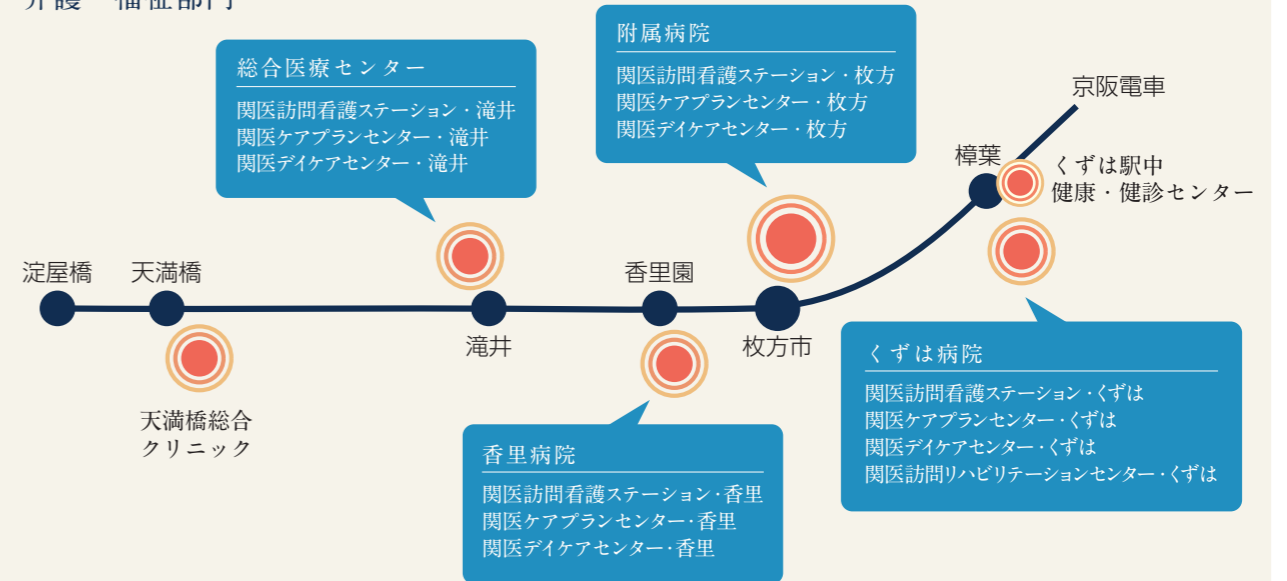 介護・福祉部門
総合医療センター
関医訪問看護ステーション・滝井
関医ケアプランセンター・滝井
関医デイケアセンター・滝井
附属病院
関医訪問看護ステーション・枚方
関医ケアプランセンター・枚方
関医デイケアセンター・枚方
京阪電車
樟葉
くずは駅中
健康・健診センター
淀屋橋
天満橋
香里園
滝井
枚方市
天満橋総合
クリニック
香里病院
関医訪問看護ステーション・香里
関医ケアプランセンター・香里
関医デイケアセンター・香里
くずは病院
関医訪問看護ステーション・くずは
関医ケアプランセンター・くずは
関医デイケアセンター・くずは
関医訪問リハビリテーションセンター・くずは